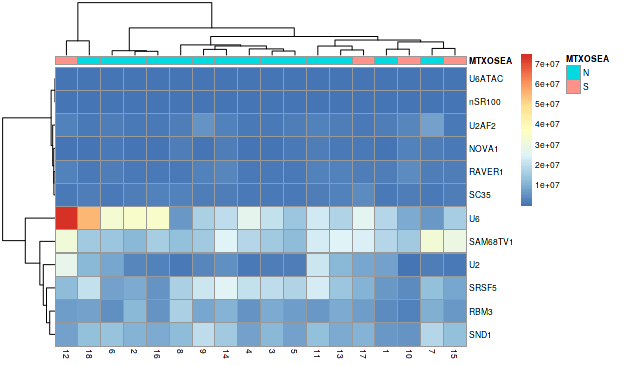 MTXOSEA
U6ATAC
nSR100
U2AF2
NOVA1
RAVER1
SC35
U6
SAM68TV1
U2
SRSF5
RBM3
SND1
12 18 6 2 16 8 9 14 4 3 5 11 13 17 1 10 7 15
7e+07
6e+07
5e+07
4e+07
3e+07
2e+07
1e+07
MTXOSEA
N
S